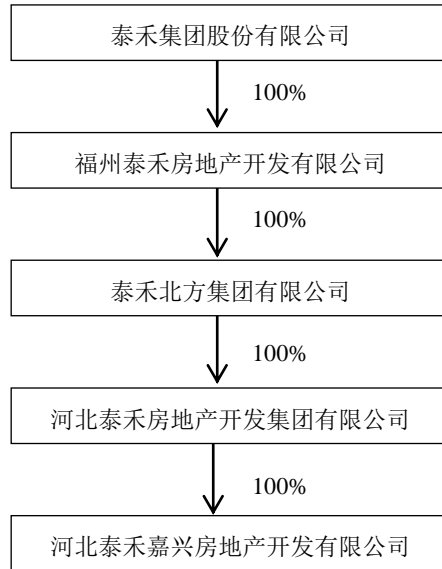 泰禾集团股份有限公司
100%
福州泰禾房地产开发有限公司
100%
泰禾北方集团有限公司
100%
河北泰禾房地产开发集团有限公司
100%
河北泰禾嘉兴房地产开发有限公司